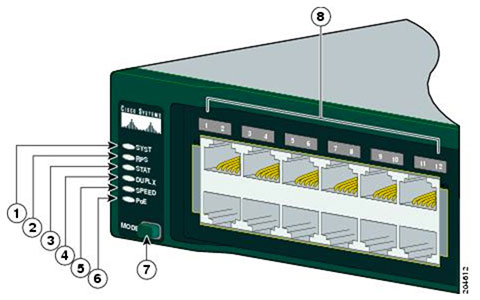 8
CISCO SYSTEMS
1 2 3 4 5 6 7 8 9 10 11 12
SYST
RPS
STAT
DUPLX
SPEED
PoE
MODE
1
2
3
4
5
6
7
204612